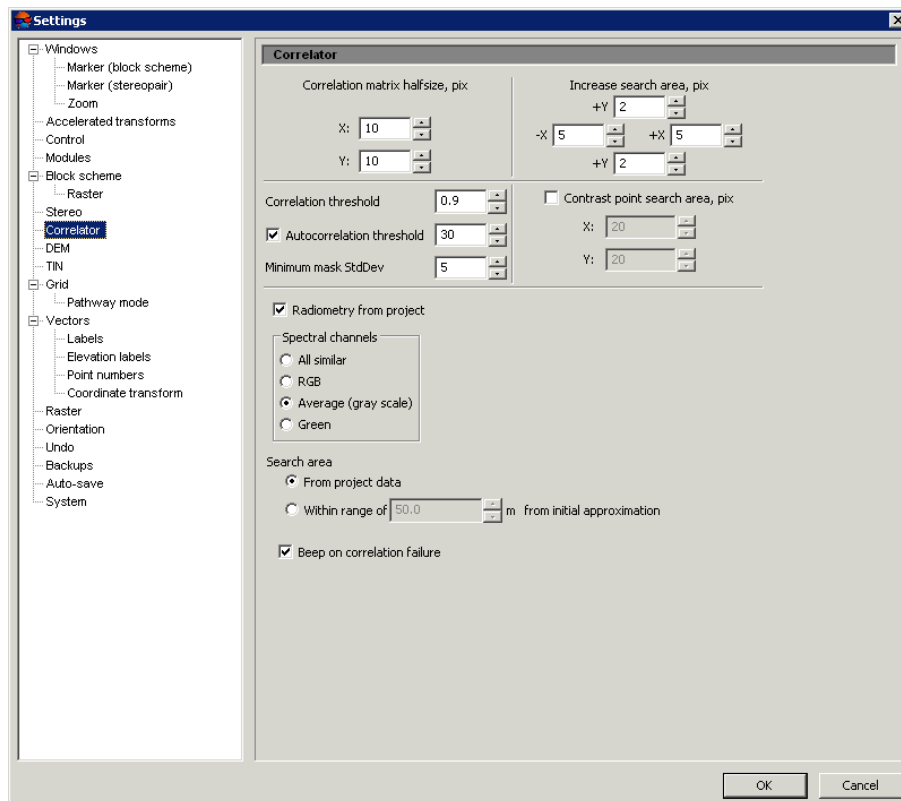 Settings
Windows
Marker (block scheme)
Marker (stereopair)
Zoom
Accelerated transforms
Control
Modules
Block scheme
Raster
Stereo
Correlator
DEM
TIN
Grid
Pathway mode
Vectors
Labels
Elevation labels
Point numbers
Coordinate transform
Raster
Orientation
Undo
Backups
Auto-save
System
Correlator
Correlation matrix halfsize, pix
X: 10
Y: 10
Increase search area, pix
+Y 2
-X 5 +X 5
+Y 2
Correlation threshold 0.9
Autocorrelation threshold 30
Minimum mask StdDev 5
Contrast point search area, pix
X: 20
Y: 20
Radiometry from project
Spectral channels
All similar
RGB
Average (gray scale)
Green
Search area
From project data
Within range of 50.0 m from initial approximation
Beep on correlation failure
OK Cancel